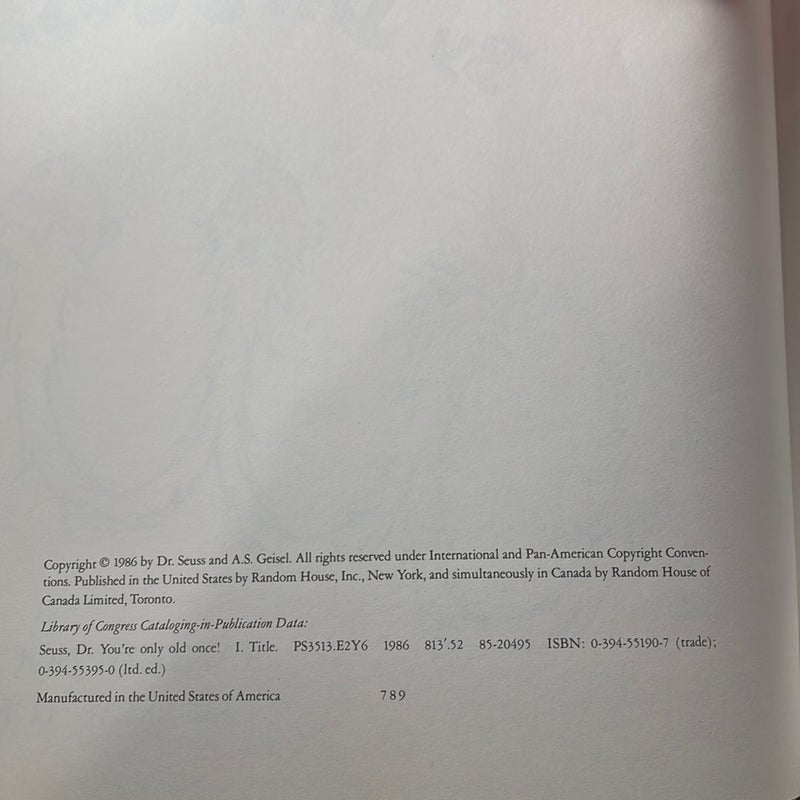 Copyright © 1986 by Dr. Seuss and A.S. Geisel. All rights reserved under International and Pan-American Copyright Conven-
tions. Published in the United States by Random House, Inc., New York, and simultaneously in Canada by Random House of
Canada Limited, Toronto.
Library of Congress Cataloging-in-Publication Data:
Seuss, Dr. You're only old once! I. Title. PS3513.E2Y6 1986 813'.52 85-20495 ISBN: 0-394-55190-7 (trade);
0-394-55395-0 (ltd. ed.)
Manufactured in the United States of America 7 8 9